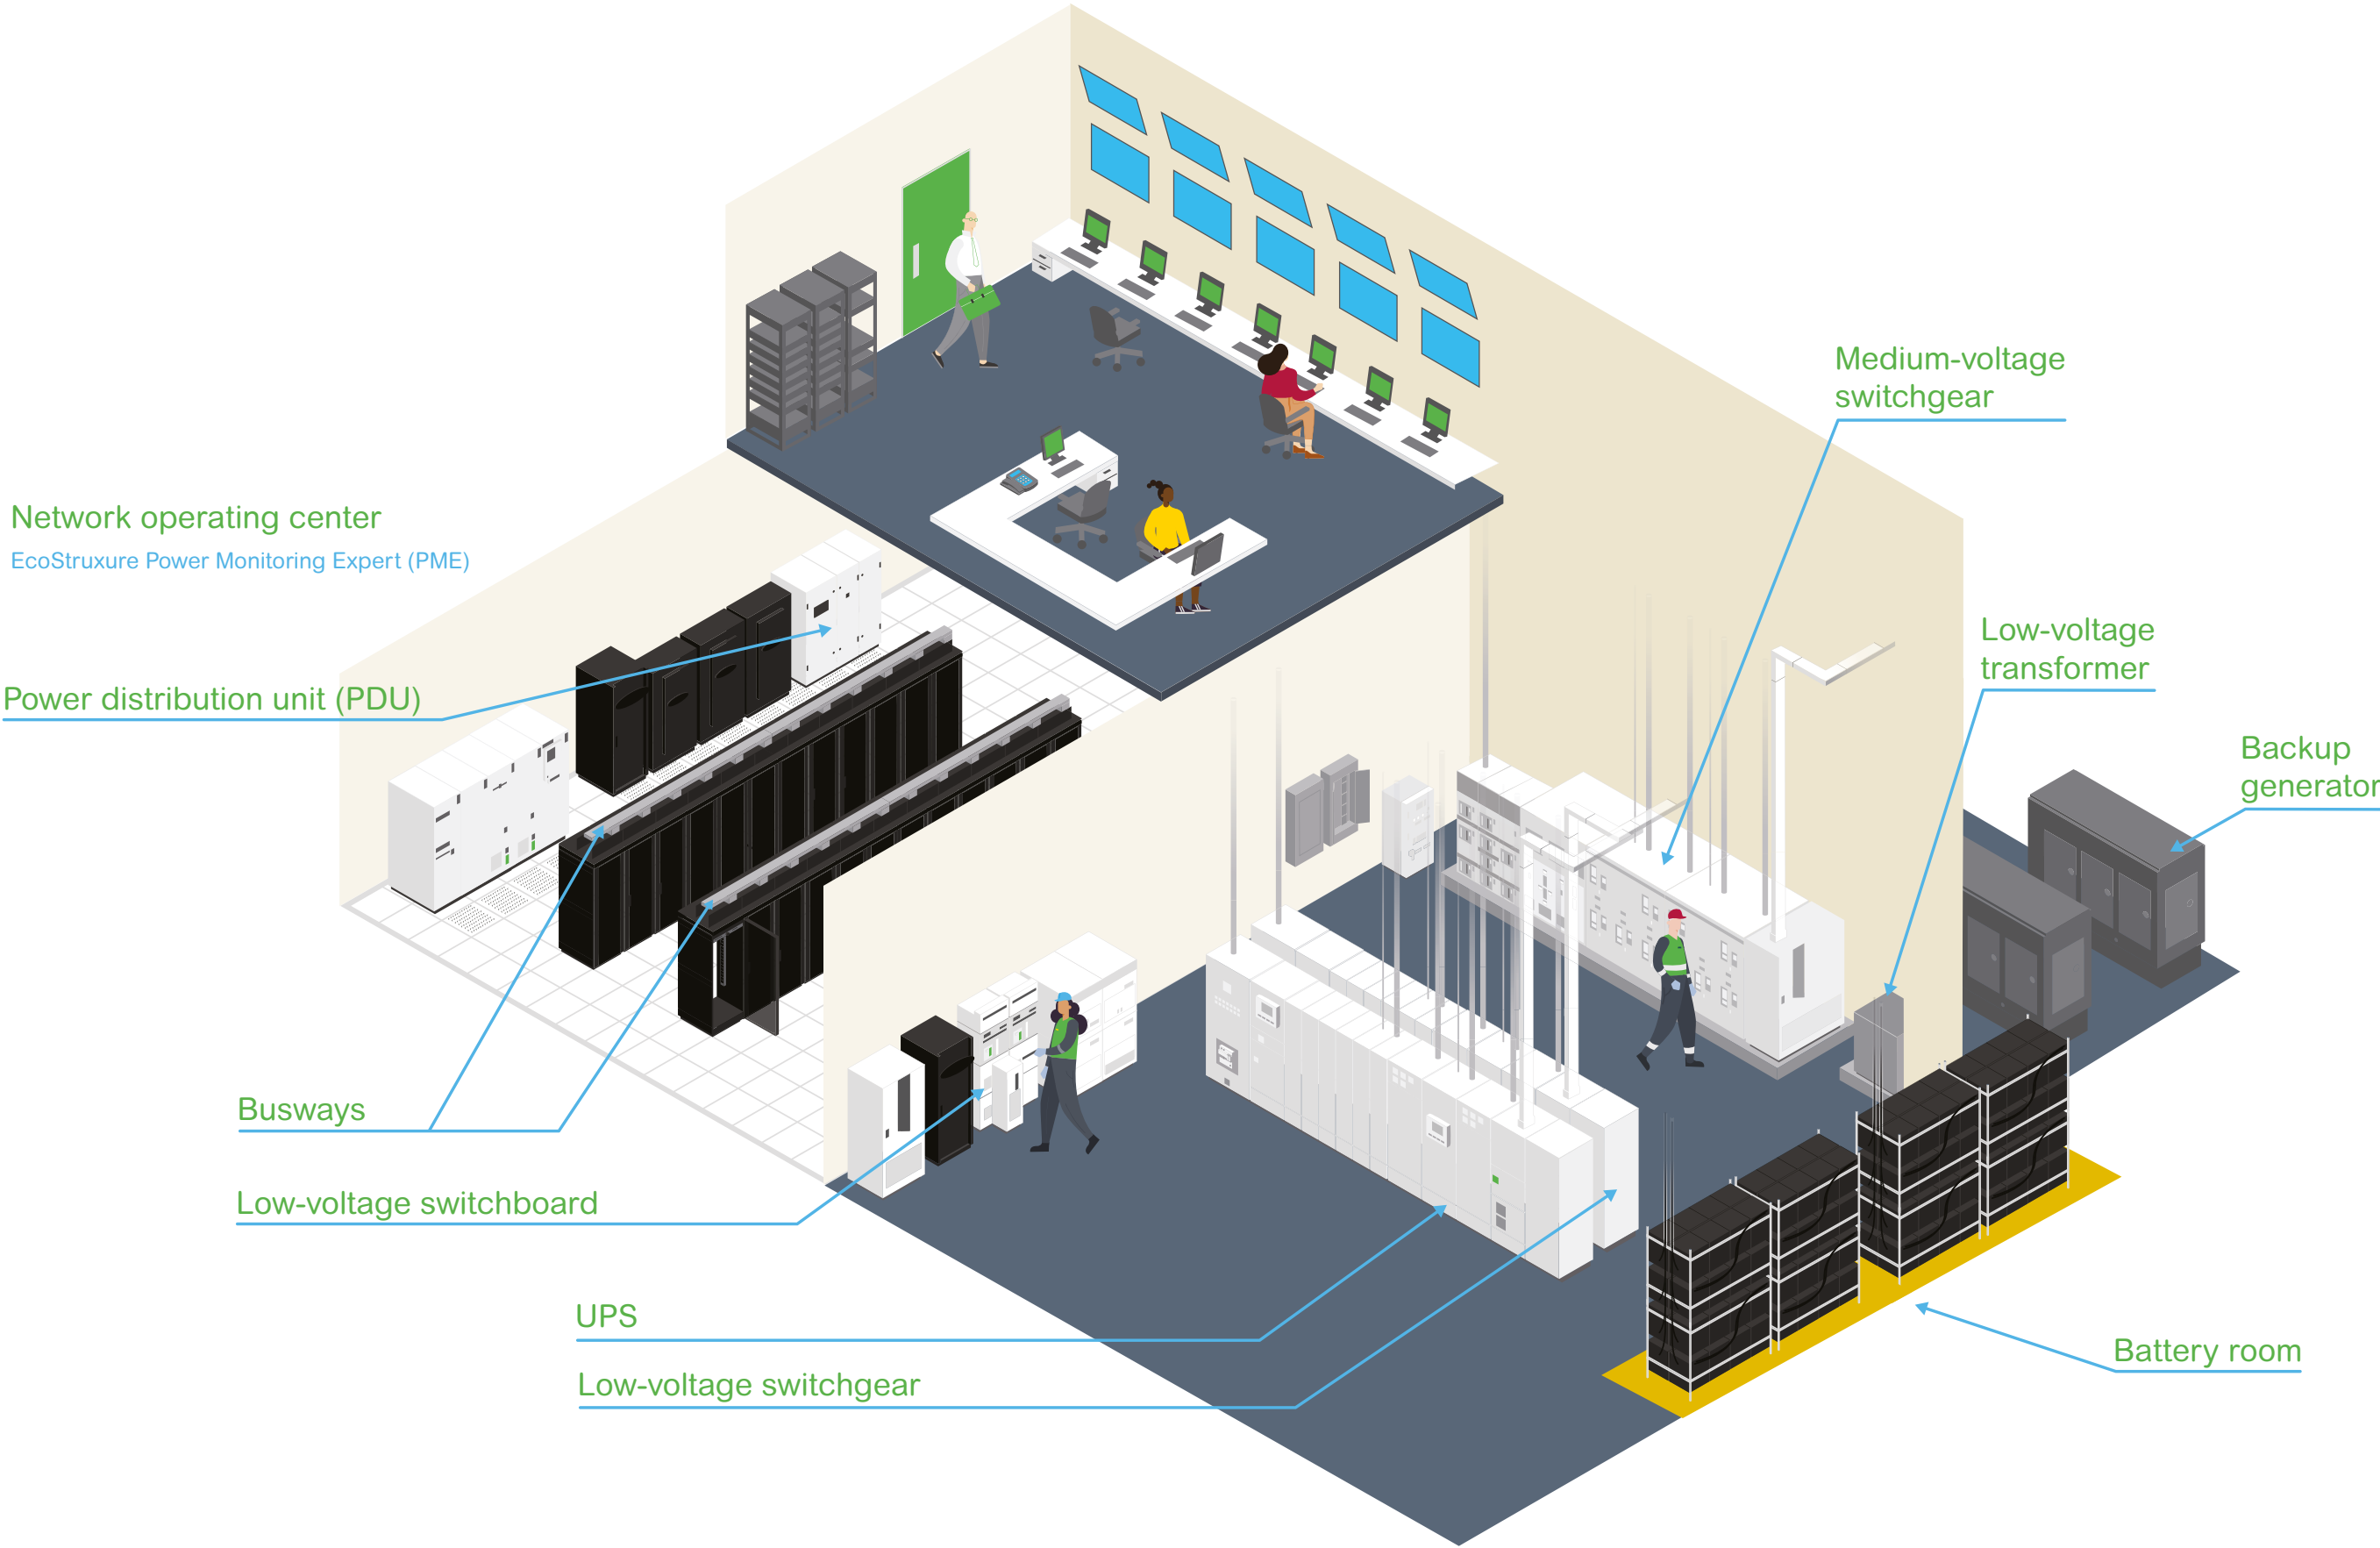 Medium-voltage
switchgear
Network operating center
EcoStruxure Power Monitoring Expert (PME)
Low-voltage
transformer
Power distribution unit (PDU)
Backup
generator
Busways
Low-voltage switchboard
UPS
Battery room
Low-voltage switchgear